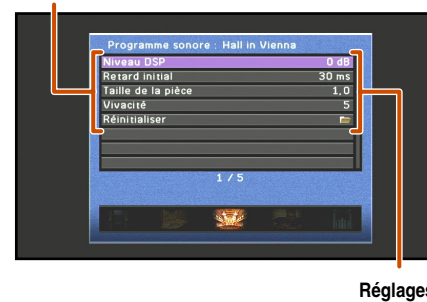 Programme sonore : Hall in Vienna
Niveau DSP 0 dB
Retard initial 30 ms
Taille de la pièce 1,0
Vivacité 5
Réinitialiser
1 / 5
Réglages